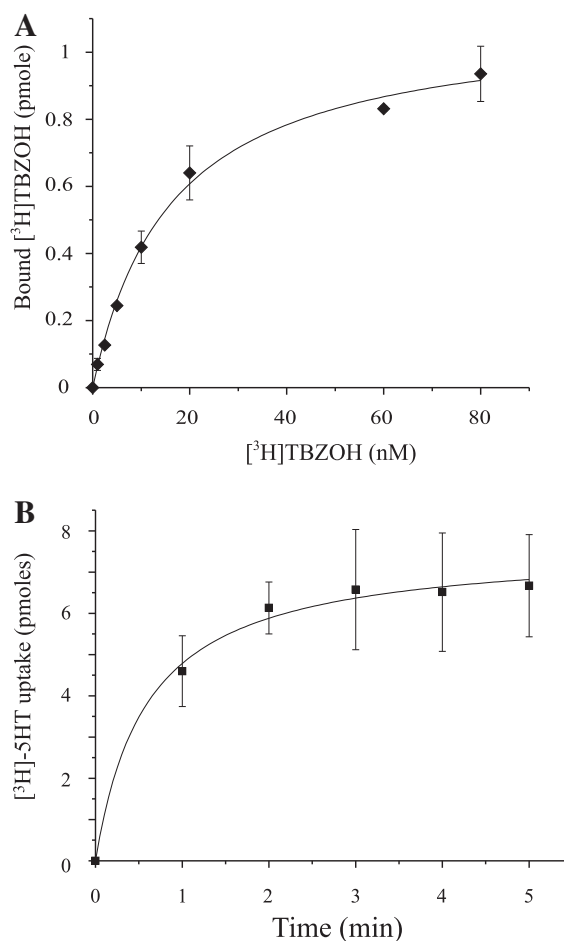 A
Bound [³H]TBZOH (pmole)
1
0.8
0.6
0.4
0.2
0
0 20 40 60 80
[³H]TBZOH (nM)
B
[³H]-5HT uptake (pmoles)
8
6
4
2
0
0 1 2 3 4 5
Time (min)